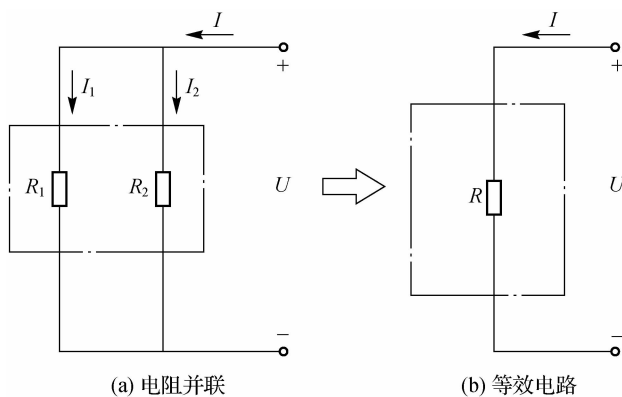 I I
I₁ I₂ + +
R₁ R₂ U R U
− −
(a) 电阻并联 (b) 等效电路